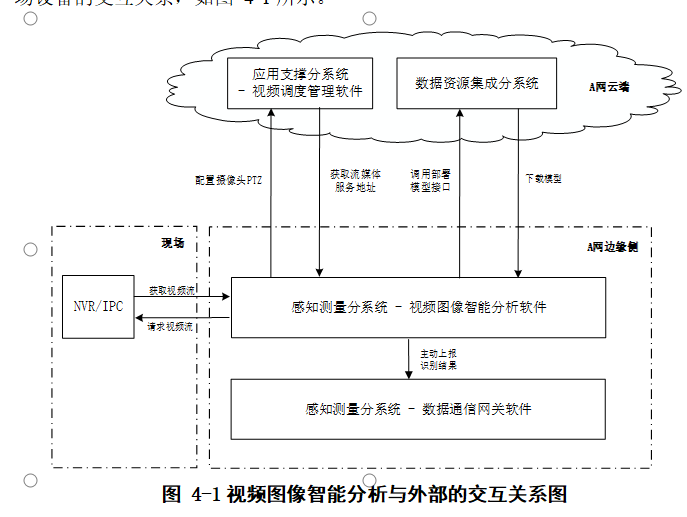 场设备的交互关系，如图 4-1 所示。
应用支撑分系统
- 视频调度管理软件
数据资源集成分系统
A网云端
配置摄像头PTZ
获取流媒体
服务地址
调用部署
模型接口
下载模型
现场
A网边缘侧
NVR/IPC
获取视频流
请求视频流
感知测量分系统 - 视频图像智能分析软件
主动上报
识别结果
感知测量分系统 - 数据通信网关软件
图 4-1 视频图像智能分析与外部的交互关系图